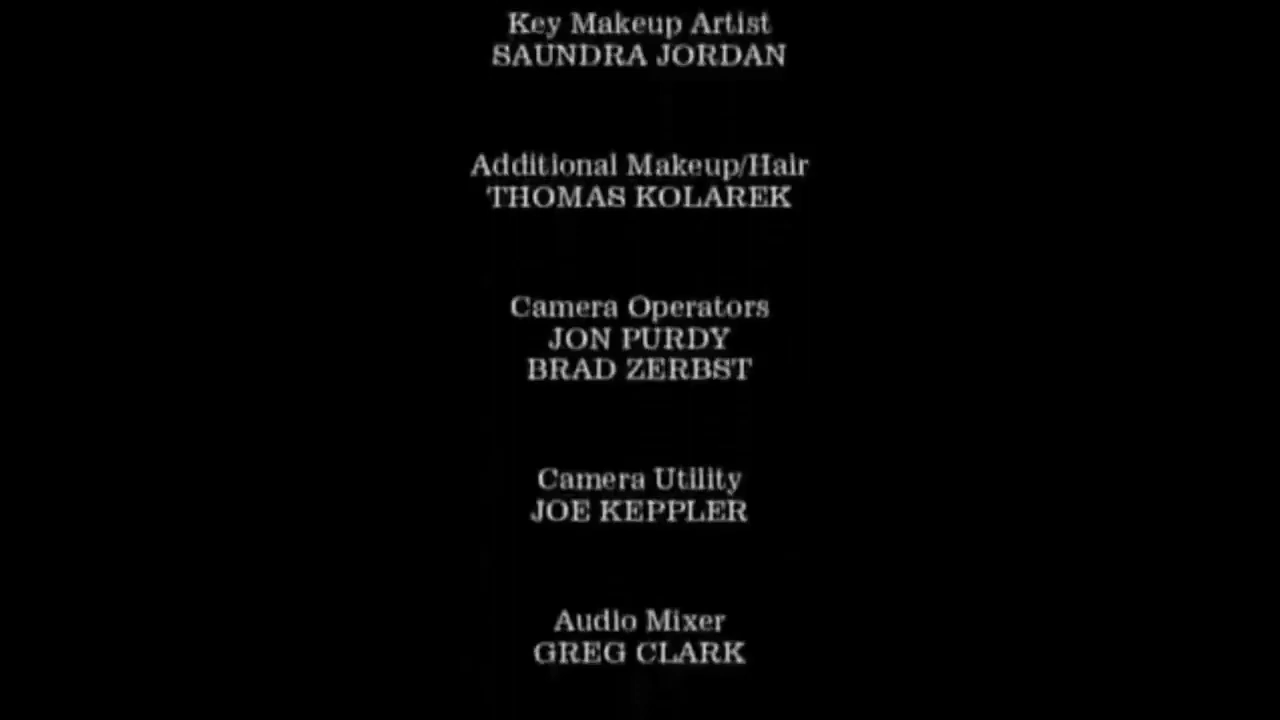 Key Makeup Artist
SAUNDRA JORDAN
Additional Makeup/Hair
THOMAS KOLAREK
Camera Operators
JON PURDY
BRAD ZERBST
Camera Utility
JOE KEPPLER
Audio Mixer
GREG CLARK